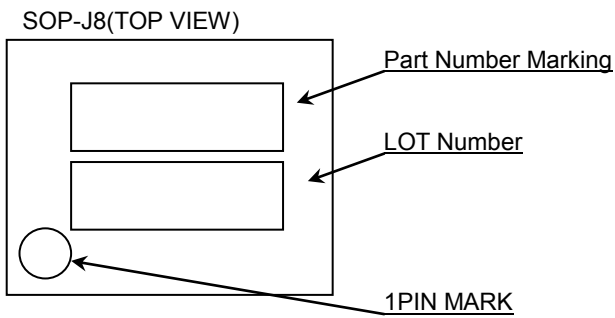 SOP-J8(TOP VIEW)
Part Number Marking
LOT Number
1PIN MARK